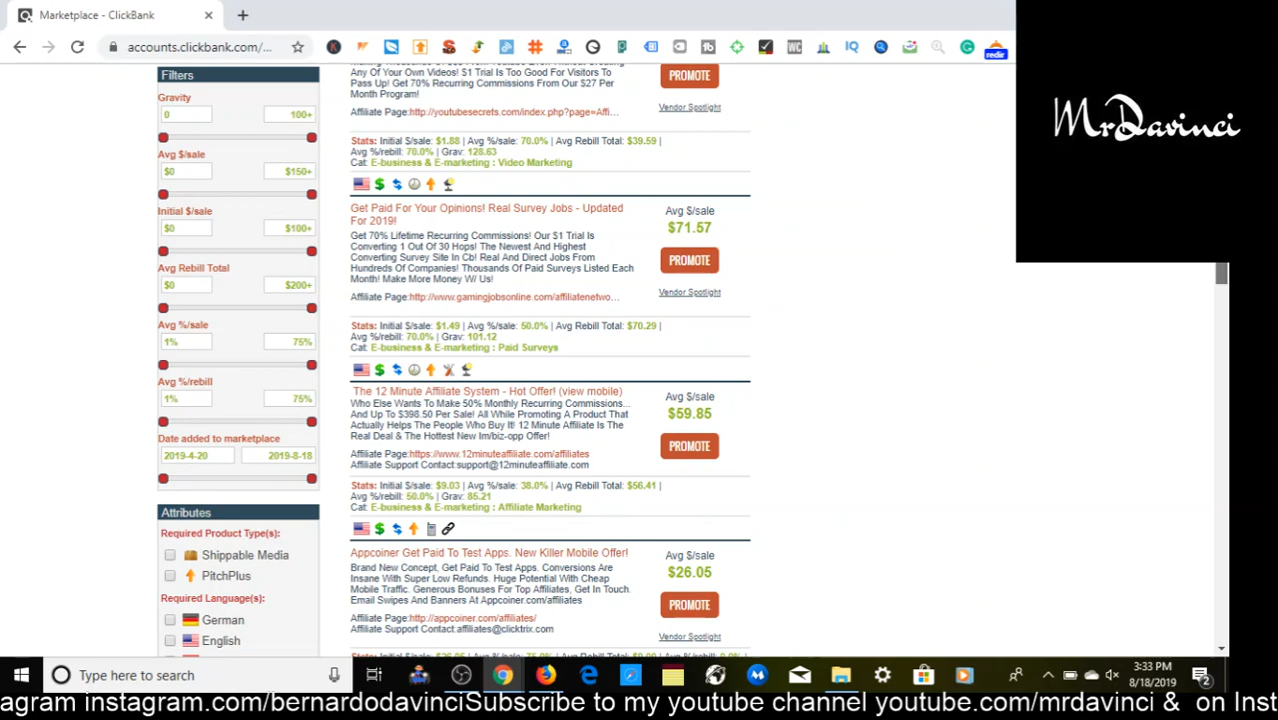 Marketplace - ClickBank
accounts.clickbank.com/...
redir
MrDavinci
Filters
Gravity
0 100+
Avg $/sale
$0 $150+
Initial $/sale
$0 $100+
Avg Rebill Total
$0 $200+
Avg %/sale
1% 75%
Avg %/rebill
1% 75%
Date added to marketplace
2019-4-20 2019-8-18
Attributes
Required Product Type(s):
Shippable Media
PitchPlus
Required Language(s):
German
English
Any Of Your Own Videos! $1 Trial Is Too Good For Visitors To
Pass Up! Get 70% Recurring Commissions From Our $27 Per
Month Program!
Affiliate Page:http://youtubesecrets.com/index.php?page=Affi...
PROMOTE
Vendor Spotlight
Stats: Initial $/sale: $1.88 | Avg %/sale: 70.0% | Avg Rebill Total: $39.59 |
Avg %/rebill: 70.0% | Grav: 128.63
Cat: E-business & E-marketing : Video Marketing
Get Paid For Your Opinions! Real Survey Jobs - Updated
For 2019!
Get 70% Lifetime Recurring Commissions! Our $1 Trial Is
Converting 1 Out Of 30 Hops! The Newest And Highest
Converting Survey Site In Cb! Real And Direct Jobs From
Hundreds Of Companies! Thousands Of Paid Surveys Listed Each
Month! Make More Money W/ Us!
Affiliate Page:http://www.gamingjobsonline.com/affiliatenetwo...
Avg $/sale
$71.57
PROMOTE
Vendor Spotlight
Stats: Initial $/sale: $1.49 | Avg %/sale: 50.0% | Avg Rebill Total: $70.29 |
Avg %/rebill: 70.0% | Grav: 101.12
Cat: E-business & E-marketing : Paid Surveys
The 12 Minute Affiliate System - Hot Offer! (view mobile)
Who Else Wants To Make 50% Monthly Recurring Commissions...
And Up To $398.50 Per Sale! All While Promoting A Product That
Actually Helps The People Who Buy It! 12 Minute Affiliate Is The
Real Deal & The Hottest New Im/biz-opp Offer!
Affiliate Page:https://www.12minuteaffiliate.com/affiliates
Affiliate Support Contact:support@12minuteaffiliate.com
Avg $/sale
$59.85
PROMOTE
Stats: Initial $/sale: $9.03 | Avg %/sale: 38.0% | Avg Rebill Total: $56.41 |
Avg %/rebill: 50.0% | Grav: 85.21
Cat: E-business & E-marketing : Affiliate Marketing
Appcoiner Get Paid To Test Apps. New Killer Mobile Offer!
Brand New Concept, Get Paid To Test Apps. Conversions Are
Insane With Super Low Refunds. Huge Potential With Cheap
Mobile Traffic. Generous Bonuses For Top Affiliates, Get In Touch.
Email Swipes And Banners At Appcoiner.com/affiliates
Affiliate Page:http://appcoiner.com/affiliates/
Affiliate Support Contact:affiliates@clicktrix.com
Avg $/sale
$26.05
PROMOTE
Vendor Spotlight
Type here to search
3:33 PM
8/18/2019
2
agram instagram.com/bernardodavinciSubscribe to my youtube channel youtube.com/mrdavinci & on Inst